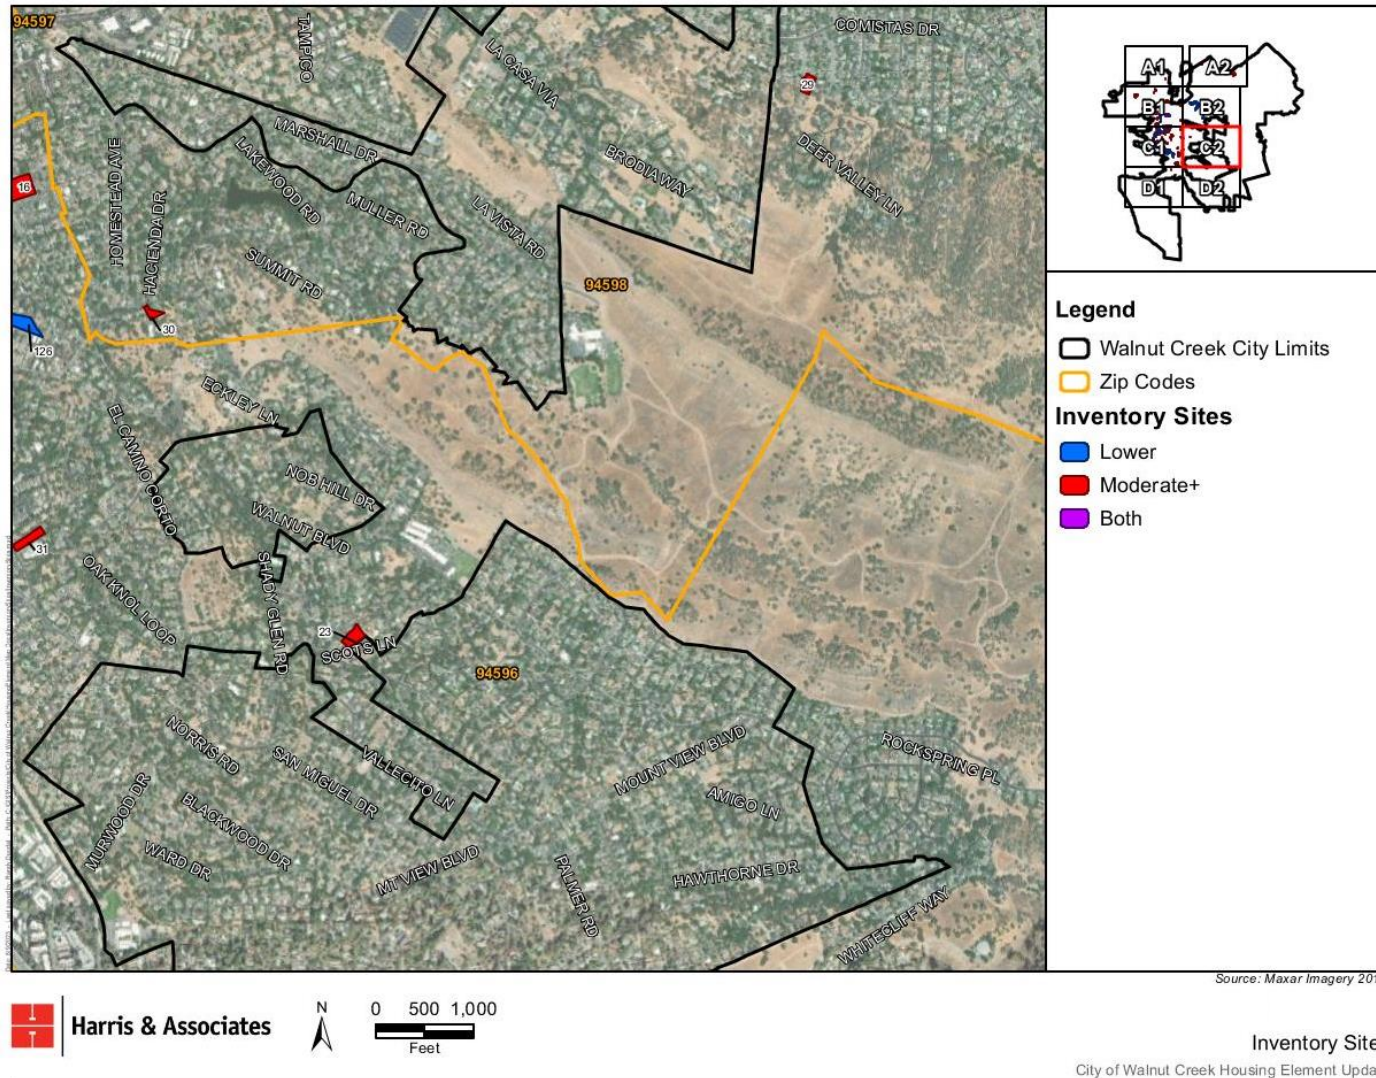 94597
TAMPICO
COMISTAS DR
LA CASA VIA
29
MARSHALL DR
LAKEWOOD RD
BRODIA WAY
DEER VALLEY LN
HOMESTEAD AVE
16
HACIENDA DR
MULLER RD
LA VISTA RD
SUMMIT RD
94598
30
126
ECKLEY LN
EL CAMINO CORTO
NOB HILL DR
WALNUT BLVD
31
OAK KNOL LOOP
SHADY GLEN RD
23
SCOTS LN
94596
NORRIS RD
SAN MIGUEL DR
VALLECITO LN
MOUNT VIEW BLVD
ROCKSPRING PL
AMIGO LN
MURWOOD DR
BLACKWOOD DR
WARD DR
MT VIEW BLVD
PALMER RD
HAWTHORNE DR
WHITECLIFF WAY
A1
A2
B1
B2
C1
C2
D1
D2
Legend
Walnut Creek City Limits
Zip Codes
Inventory Sites
Lower
Moderate+
Both
Source: Maxar Imagery 201
Harris & Associates
N
0 500 1,000
Feet
Inventory Site
City of Walnut Creek Housing Element Upda